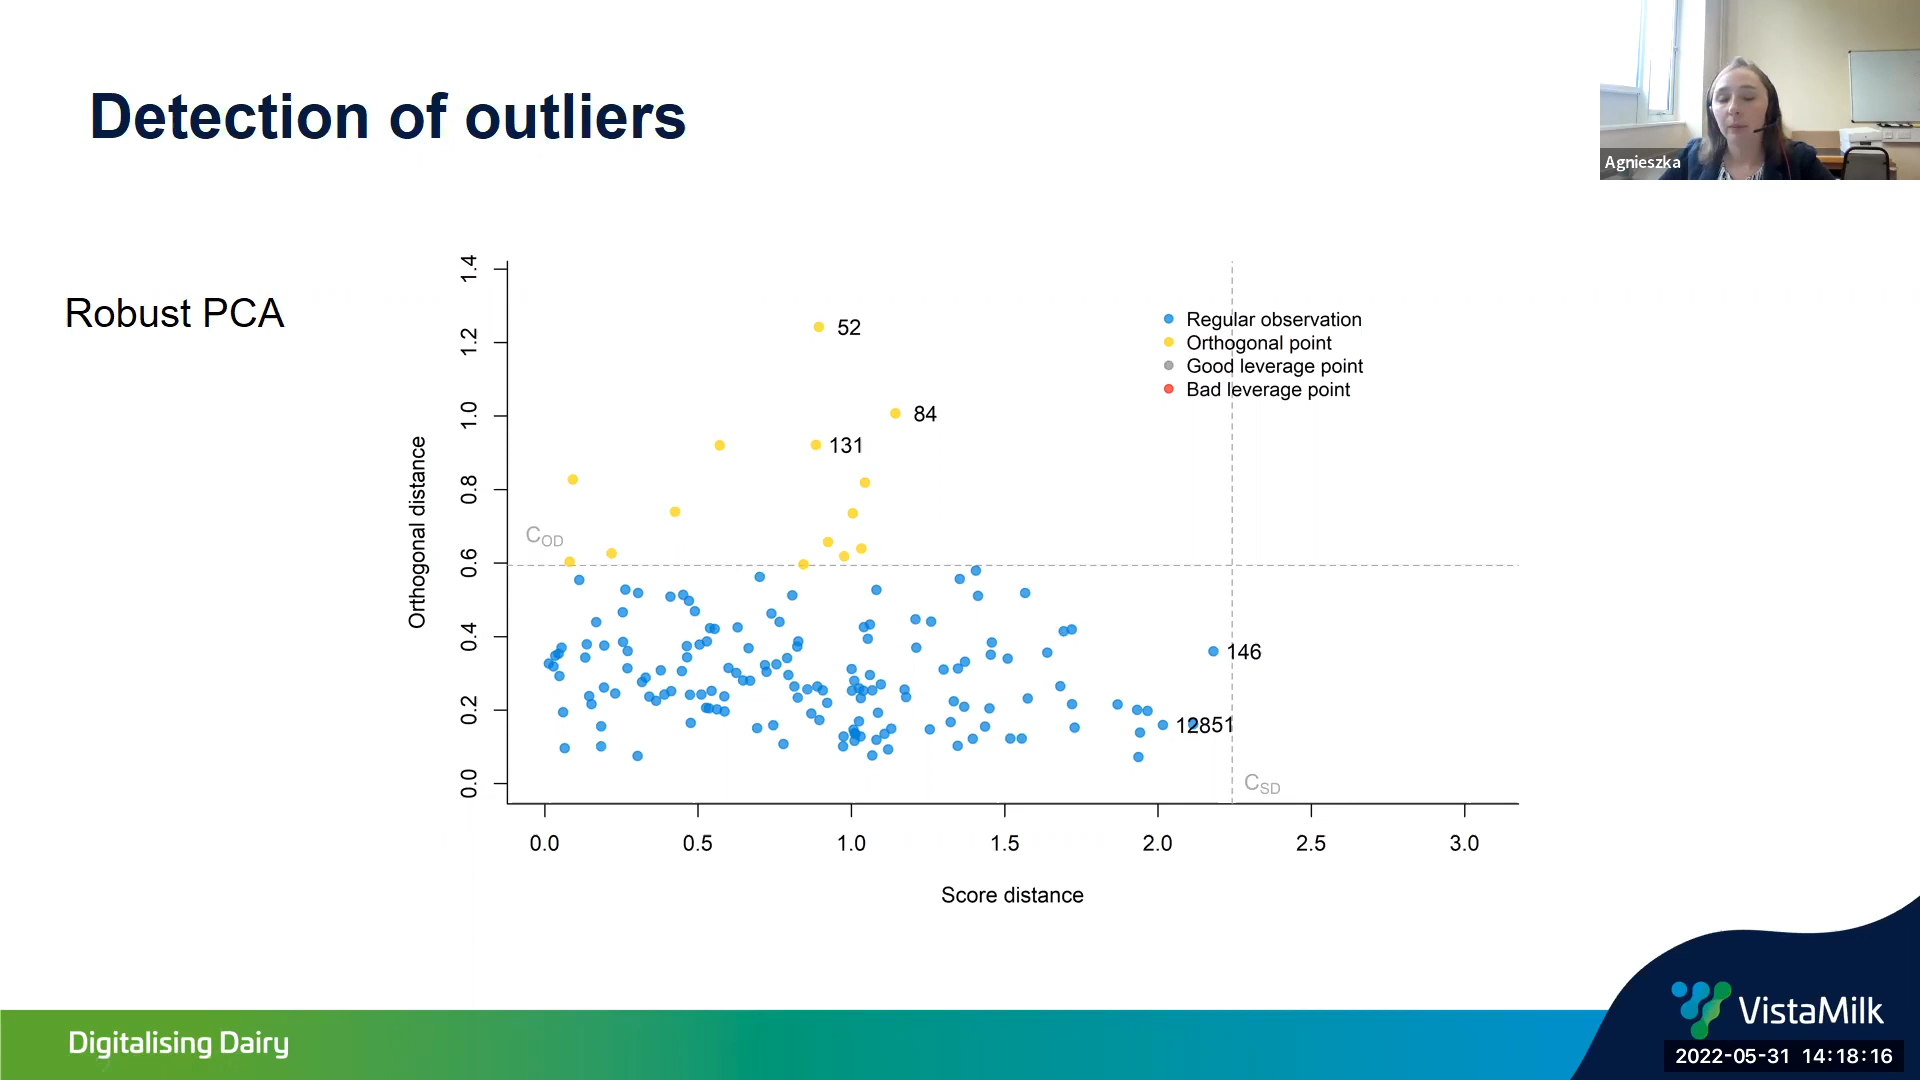 Detection of outliers
Agnieszka
Robust PCA
Orthogonal distance
1.4
1.2
1.0
0.8
0.6
0.4
0.2
0.0
52
84
131
146
12851
Regular observation
Orthogonal point
Good leverage point
Bad leverage point
COD
CSD
0.0
0.5
1.0
1.5
2.0
2.5
3.0
Score distance
Digitalising Dairy
VistaMilk
2022-05-31 14:18:16